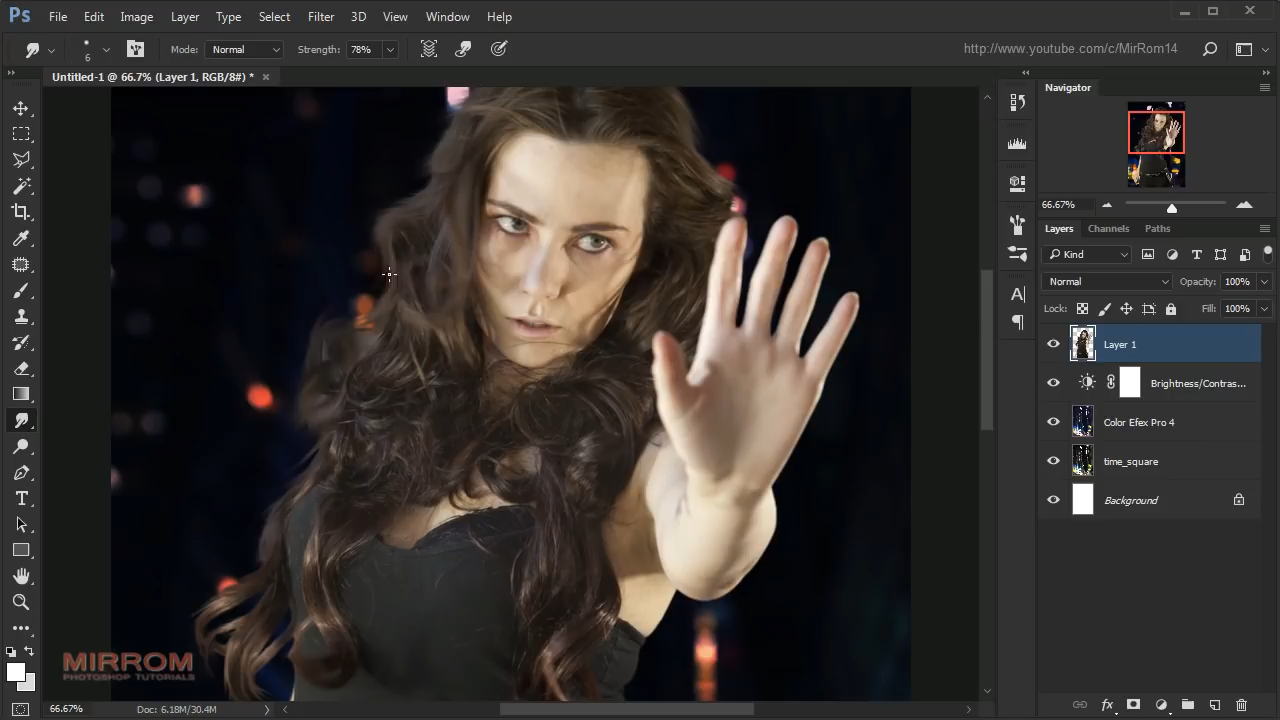 Ps File Edit Image Layer Type Select Filter 3D View Window Help
6 Mode: Normal Strength: 78% http://www.youtube.com/c/MirRom14
Untitled-1 @ 66.7% (Layer 1, RGB/8#) *
Navigator
66.67%
Layers Channels Paths
Kind
Normal Opacity: 100%
Lock: Fill: 100%
Layer 1
Brightness/Contras...
Color Efex Pro 4
time_square
Background
MIRROM
PHOTOSHOP TUTORIALS
66.67% Doc: 6.18M/30.4M